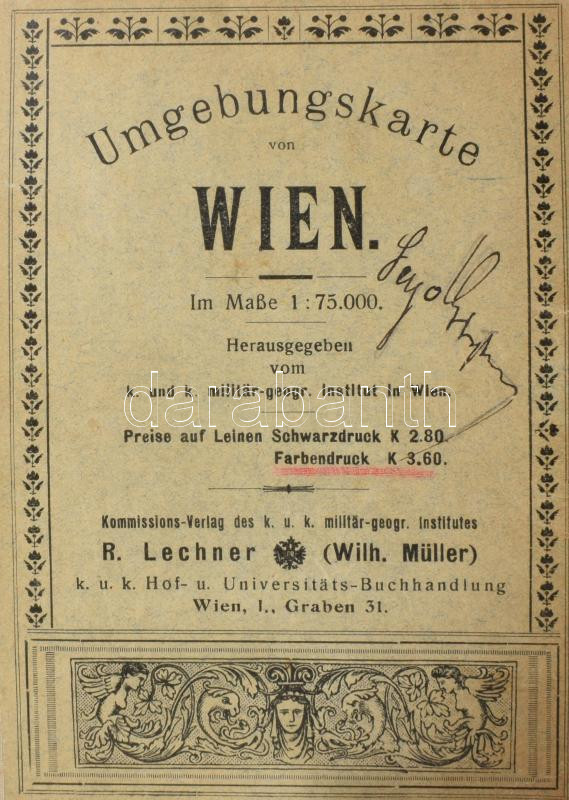 Umgebungskarte
von
WIEN.
Im Maße 1:75.000.
Herausgegeben
vom
k. und k. militär-geogr. Institut in Wien.
darabanth
Preise auf Leinen Schwarzdruck K 2.80.
Farbendruck K 3.60.
Kommissions-Verlag des k. u. k. militär-geogr. Institutes
R. Lechner (Wilh. Müller)
k. u. k. Hof- u. Universitäts-Buchhandlung
Wien, I., Graben 31.